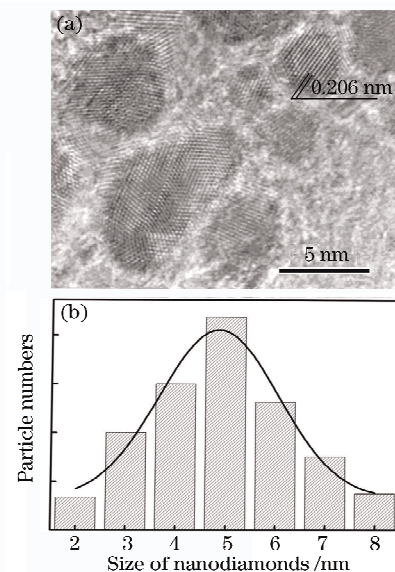 (a)
0.206 nm
5 nm
(b)
Particle numbers
2 3 4 5 6 7 8
Size of nanodiamonds /nm